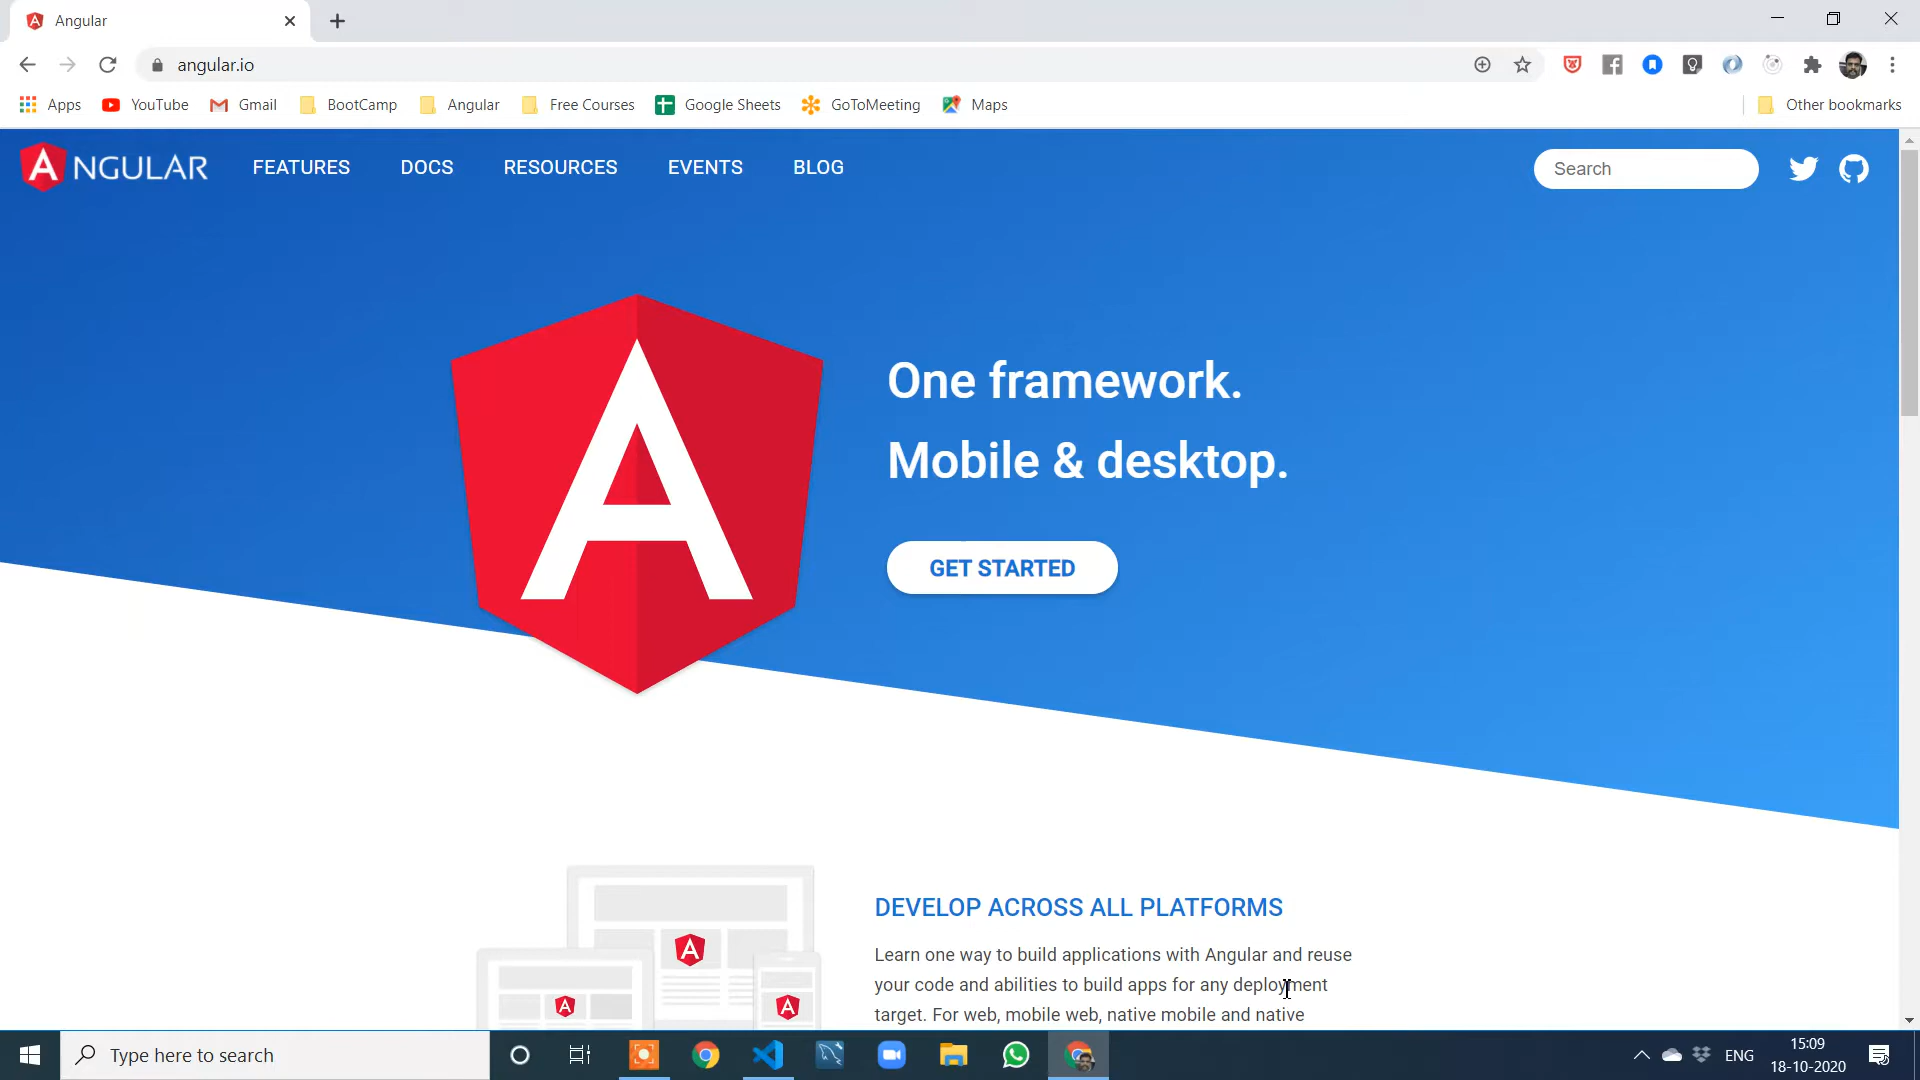 Angular
angular.io
Apps YouTube Gmail BootCamp Angular Free Courses Google Sheets GoToMeeting Maps Other bookmarks
ANGULAR FEATURES DOCS RESOURCES EVENTS BLOG Search
A
One framework.
Mobile & desktop.
GET STARTED
DEVELOP ACROSS ALL PLATFORMS
Learn one way to build applications with Angular and reuse
your code and abilities to build apps for any deployment
target. For web, mobile web, native mobile and native
A
A
A
Type here to search
ENG
15:09
18-10-2020